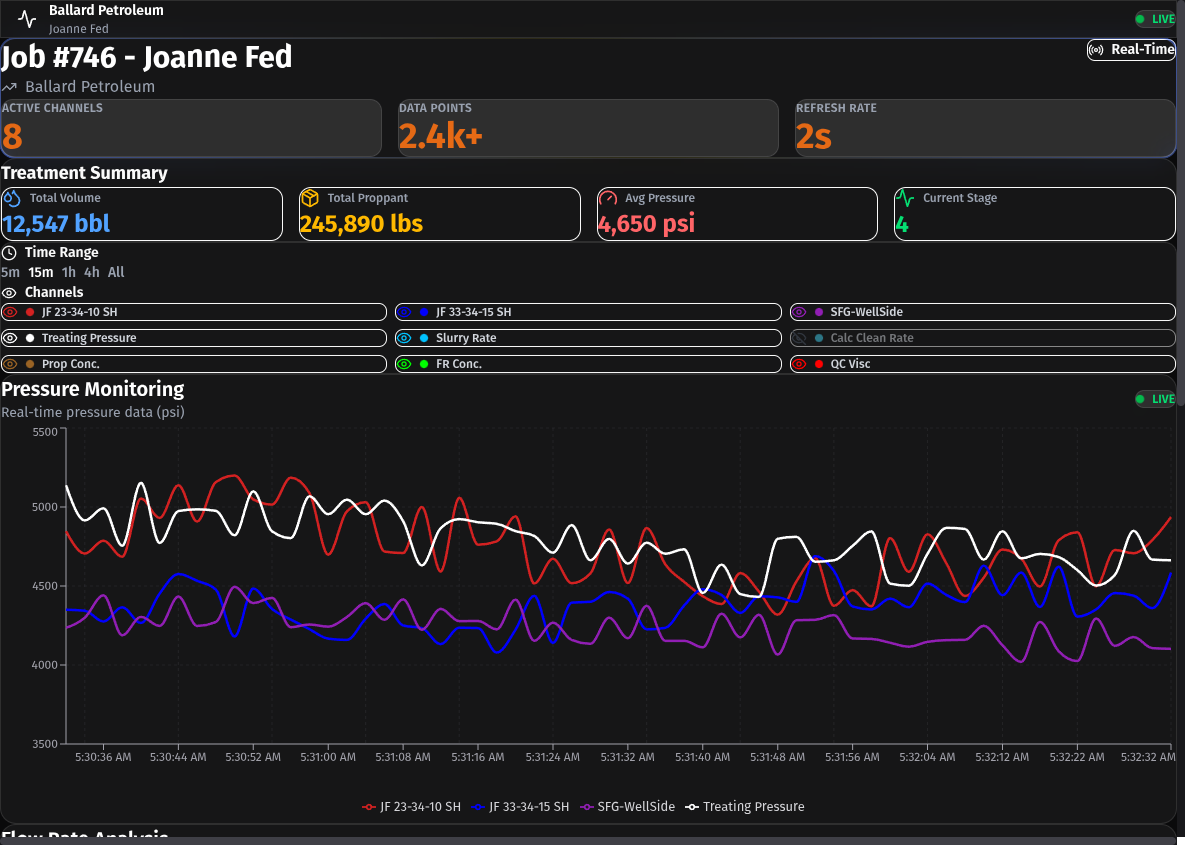 Ballard Petroleum
Joanne Fed
LIVE
Job #746 - Joanne Fed
Real-Time
Ballard Petroleum
ACTIVE CHANNELS
8
DATA POINTS
2.4k+
REFRESH RATE
2s
Treatment Summary
Total Volume
12,547 bbl
Total Proppant
245,890 lbs
Avg Pressure
4,650 psi
Current Stage
4
Time Range
5m 15m 1h 4h All
Channels
JF 23-34-10 SH
JF 33-34-15 SH
SFG-WellSide
Treating Pressure
Slurry Rate
Calc Clean Rate
Prop Conc.
FR Conc.
QC Visc
Pressure Monitoring
Real-time pressure data (psi)
LIVE
5500
5000
4500
4000
3500
5:30:36 AM 5:30:44 AM 5:30:52 AM 5:31:00 AM 5:31:08 AM 5:31:16 AM 5:31:24 AM 5:31:32 AM 5:31:40 AM 5:31:48 AM 5:31:56 AM 5:32:04 AM 5:32:12 AM 5:32:22 AM 5:32:32 AM
JF 23-34-10 SH JF 33-34-15 SH SFG-WellSide Treating Pressure
Flow Rate Analysis